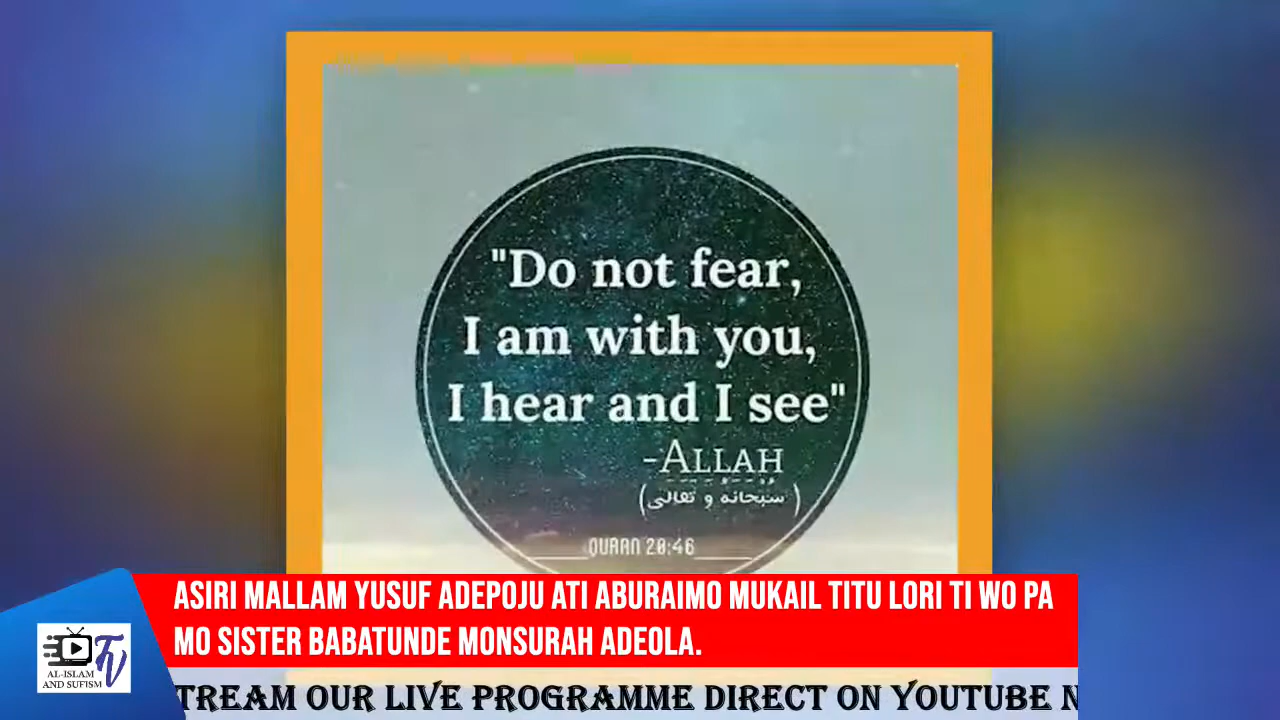 "Do not fear,
I am with you,
I hear and I see"
-ALLAH
(سبحانه و تعالى)
QURAN 20:46
ASIRI MALLAM YUSUF ADEPOJU ATI ABURAIMO MUKAIL TITU LORI TI WO PA
MO SISTER BABATUNDE MONSURAH ADEOLA.
TV
AL-ISLAM
AND SUFISM
TREAM OUR LIVE PROGRAMME DIRECT ON YOUTUBE N